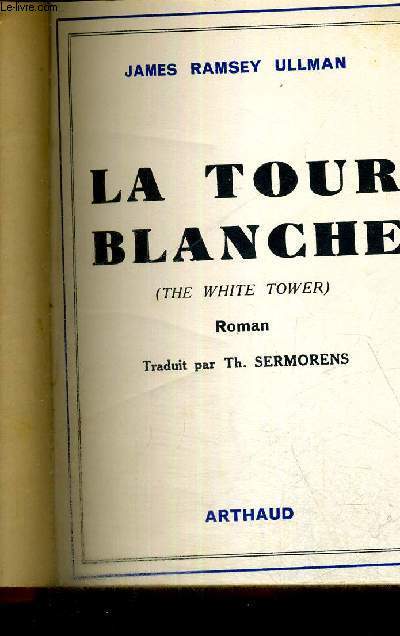 Le-livre.com
JAMES RAMSEY ULLMAN
LA TOUR
BLANCHE
(THE WHITE TOWER)
Roman
Traduit par Th. SERMORENS
ARTHAUD